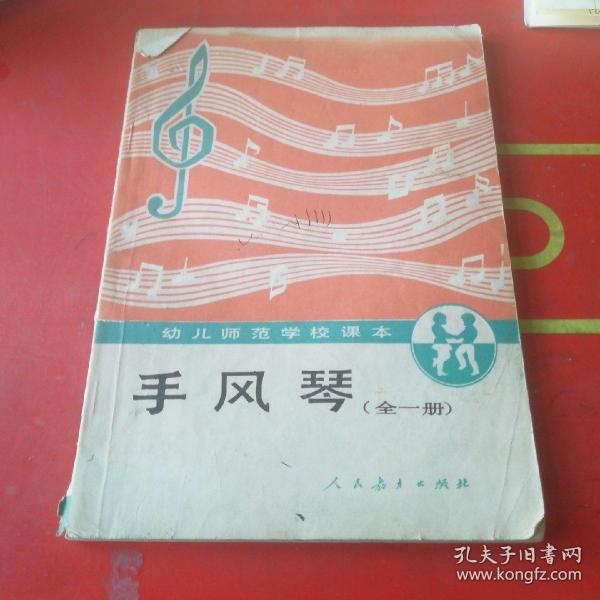 幼儿师范学校课本
手风琴(全一册)
人民教育出版社
孔夫子旧书网
www.kongfz.com